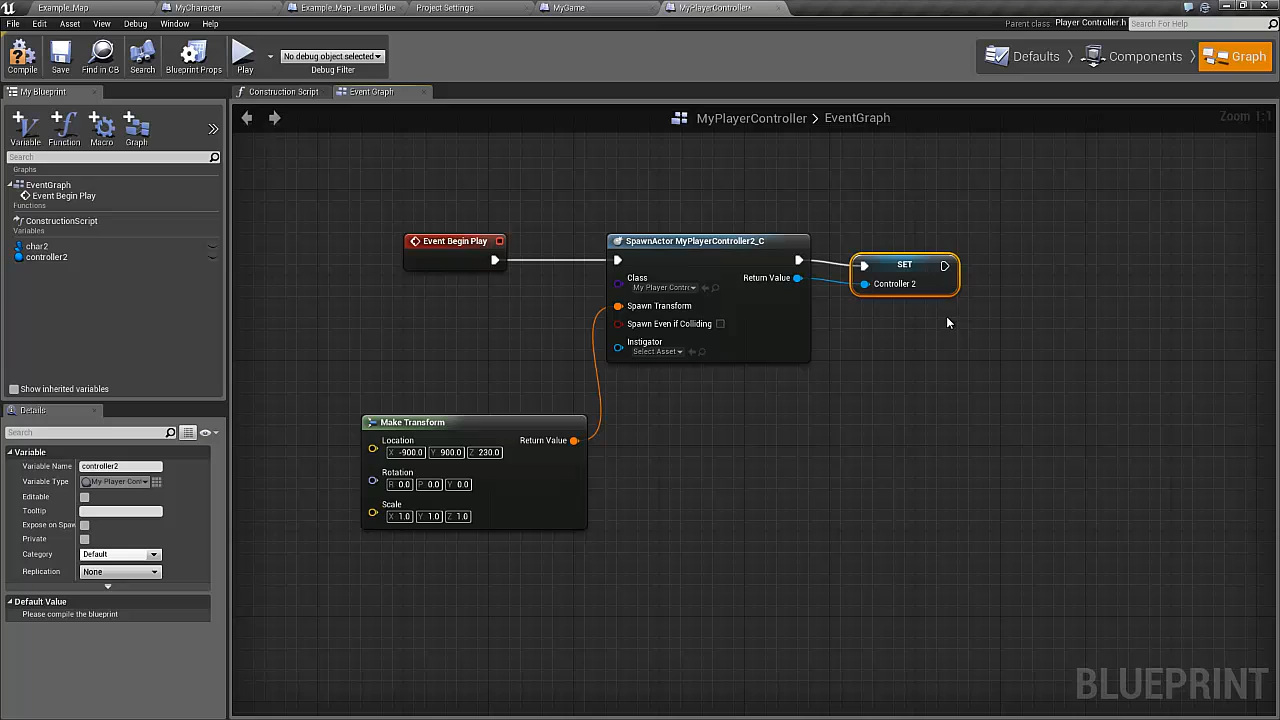 Example_Map
MyCharacter
Example_Map - Level Blue
Project Settings
MyGame
MyPlayerController*
File Edit Asset View Debug Window Help
Parent class: Player Controller.h
Search For Help
Compile
Save
Find in CB
Search
Blueprint Props
Play
No debug object selected
Debug Filter
Defaults
Components
Graph
My Blueprint
Construction Script
Event Graph
Variable
Function
Macro
Graph
MyPlayerController > EventGraph
Zoom 1:1
Search
Graphs
EventGraph
Event Begin Play
Functions
ConstructionScript
Variables
char2
controller2
Show inherited variables
Event Begin Play
SpawnActor MyPlayerController2_C
Class
My Player Contr
Return Value
Spawn Transform
Spawn Even if Colliding
Instigator
Select Asset
SET
Controller 2
Make Transform
Location
Return Value
X -900.0 Y 900.0 Z 230.0
Rotation
R 0.0 P 0.0 Y 0.0
Scale
X 1.0 Y 1.0 Z 1.0
Details
Search
Variable
Variable Name controller2
Variable Type My Player Cont
Editable
Tooltip
Expose on Spaw
Private
Category Default
Replication None
Default Value
Please compile the blueprint
BLUEPRINT